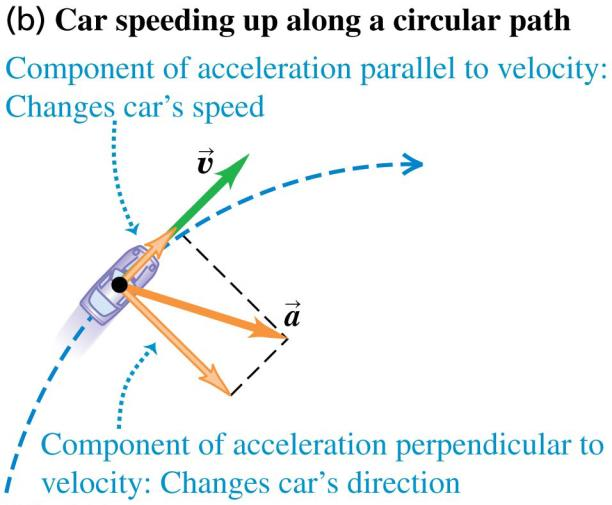 (b) Car speeding up along a circular path
Component of acceleration parallel to velocity:
Changes car's speed
v
a
Component of acceleration perpendicular to
velocity: Changes car's direction